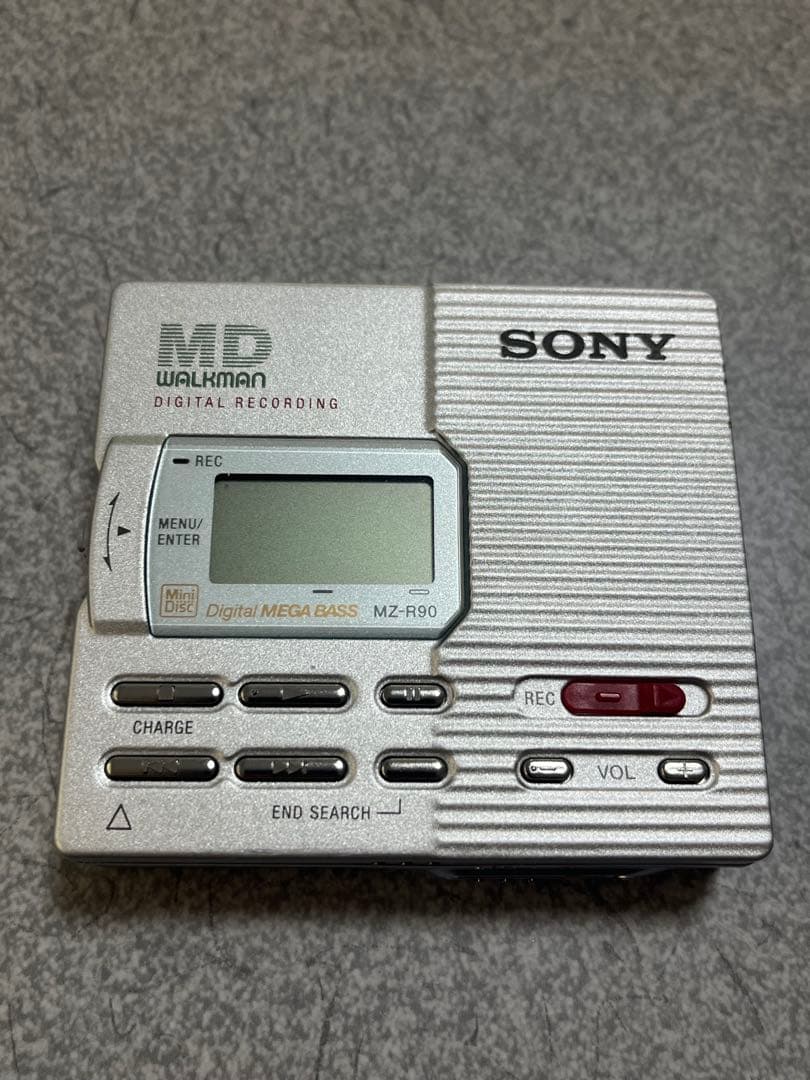 SONY
MD
WALKMAN
DIGITAL RECORDING
REC
MENU/
ENTER
Mini
Disc
Digital MEGA BASS
MZ-R90
REC
CHARGE
VOL
END SEARCH